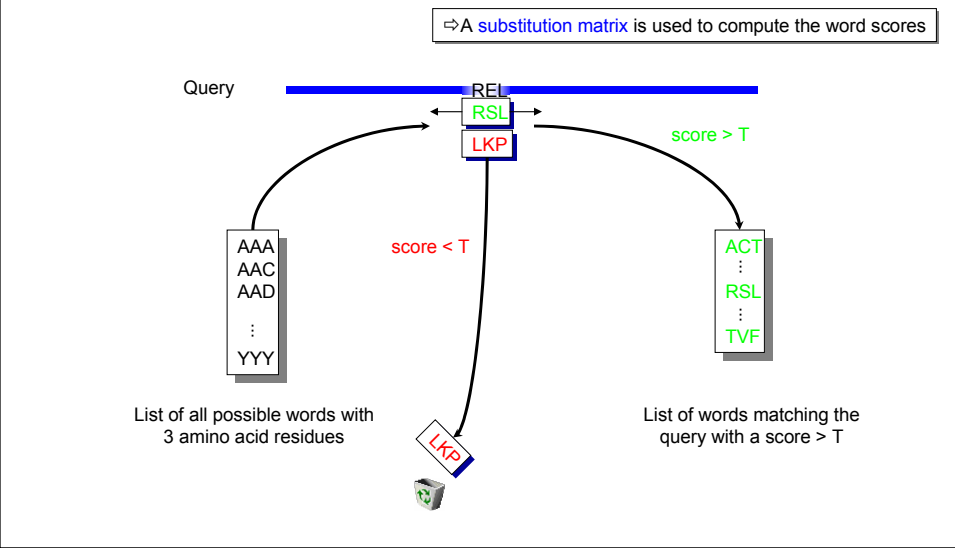 ⇨A substitution matrix is used to compute the word scores
Query
REL
RSL
LKP
score > T
score < T
AAA
AAC
AAD
⋮
YYY
ACT
⋮
RSL
⋮
TVF
List of all possible words with
3 amino acid residues
List of words matching the
query with a score > T
LKP